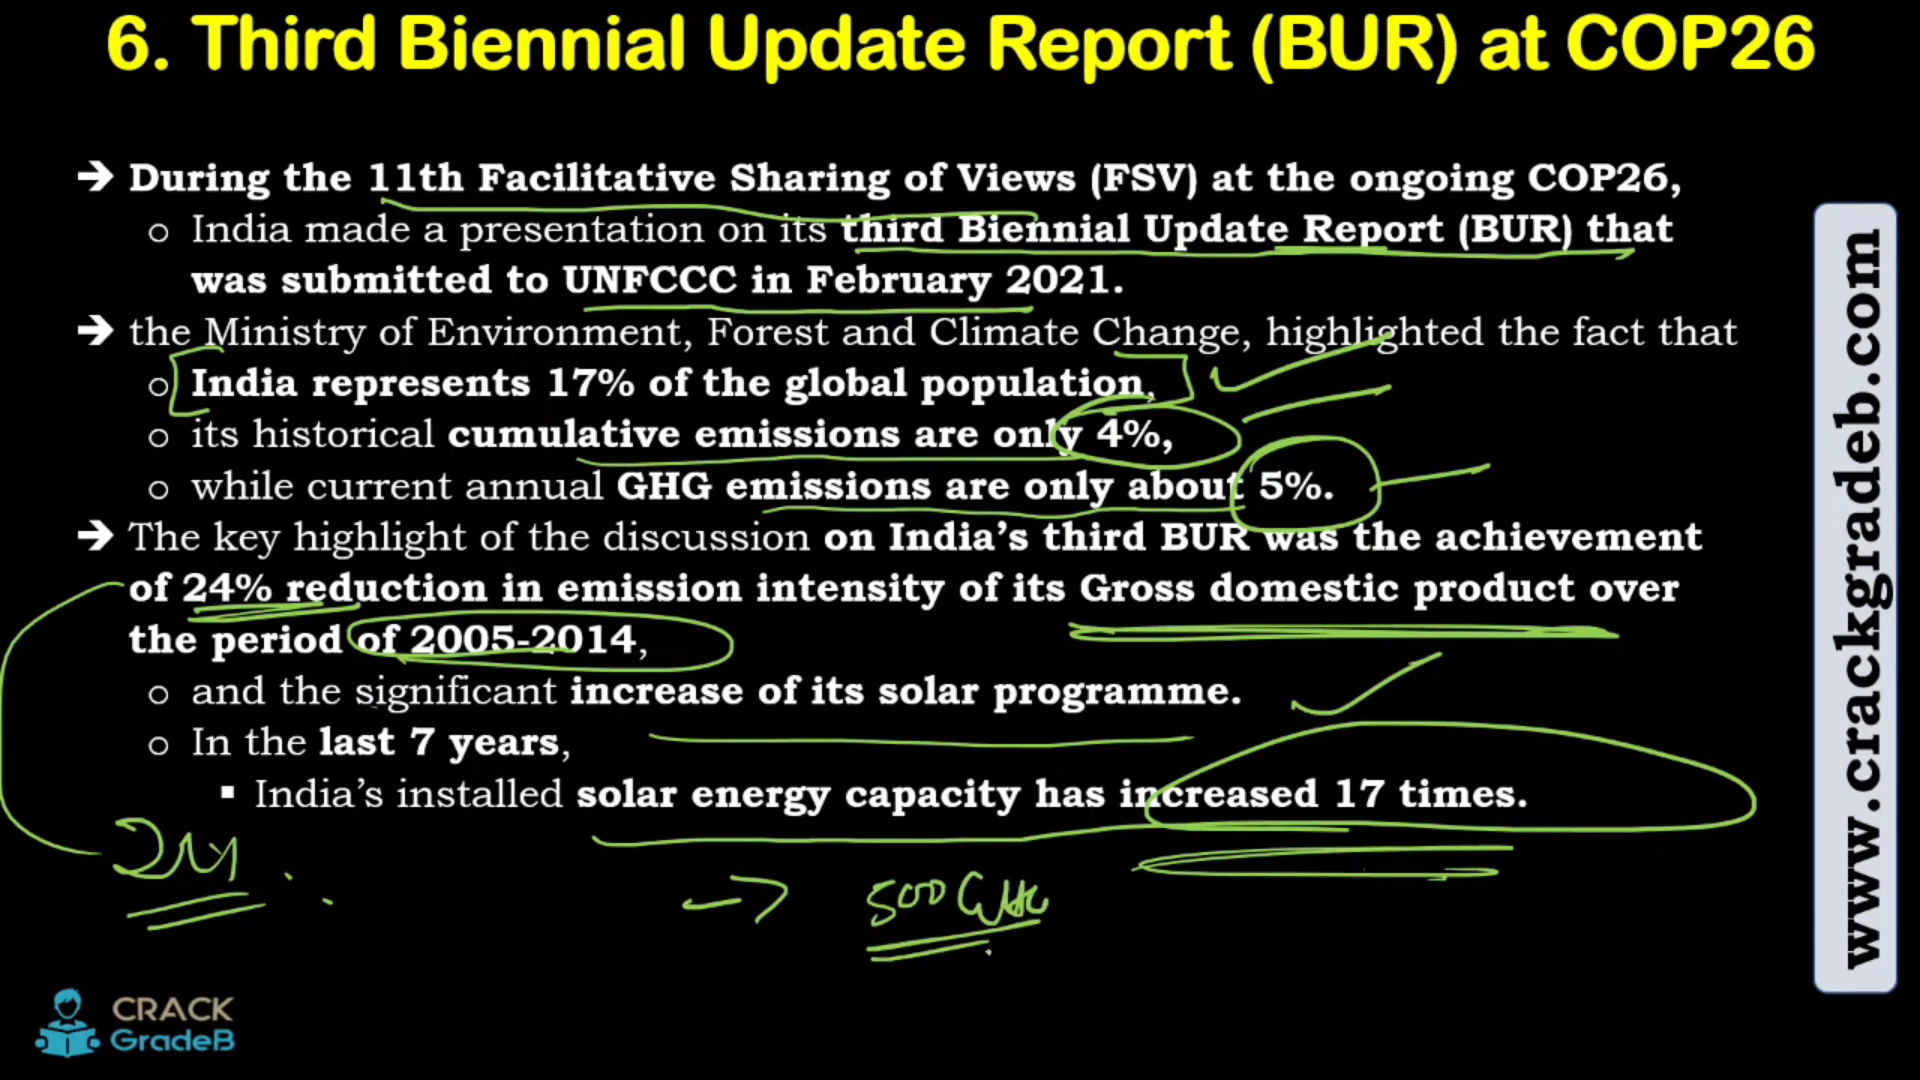 6. Third Biennial Update Report (BUR) at COP26
➔ During the 11th Facilitative Sharing of Views (FSV) at the ongoing COP26,
o India made a presentation on its third Biennial Update Report (BUR) that
was submitted to UNFCCC in February 2021.
➔ the Ministry of Environment, Forest and Climate Change, highlighted the fact that
o India represents 17% of the global population,
o its historical cumulative emissions are only 4%,
o while current annual GHG emissions are only about 5%.
➔ The key highlight of the discussion on India’s third BUR was the achievement
of 24% reduction in emission intensity of its Gross domestic product over
the period of 2005-2014,
o and the significant increase of its solar programme.
o In the last 7 years,
▪ India’s installed solar energy capacity has increased 17 times.
500
CRACK
GradeB
www.crackgradeb.com